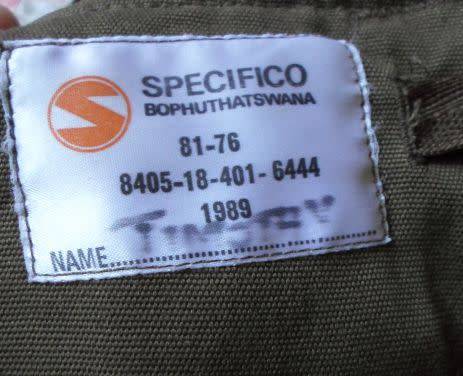 SPECIFICO
BOPHUTHATSWANA
81-76
8405-18-401-6444
1989
NAME